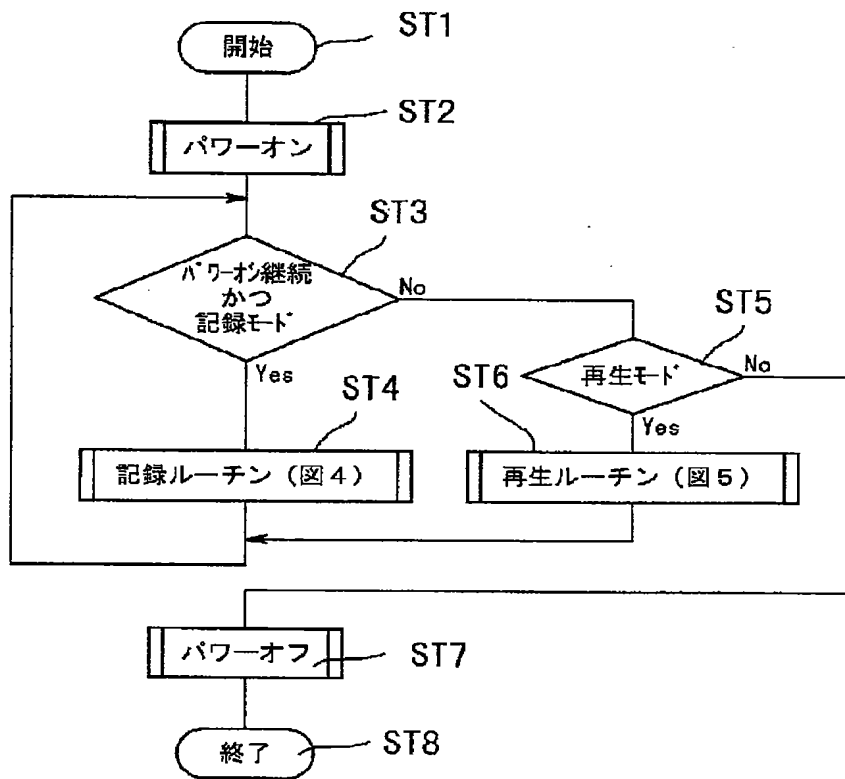 開始
ST1
パワーオン
ST2
パワーオン継続
かつ
記録モード
ST3
No
Yes
再生モード
ST5
No
Yes
記録ルーチン（図４）
ST4
再生ルーチン（図５）
ST6
パワーオフ
ST7
終了
ST8